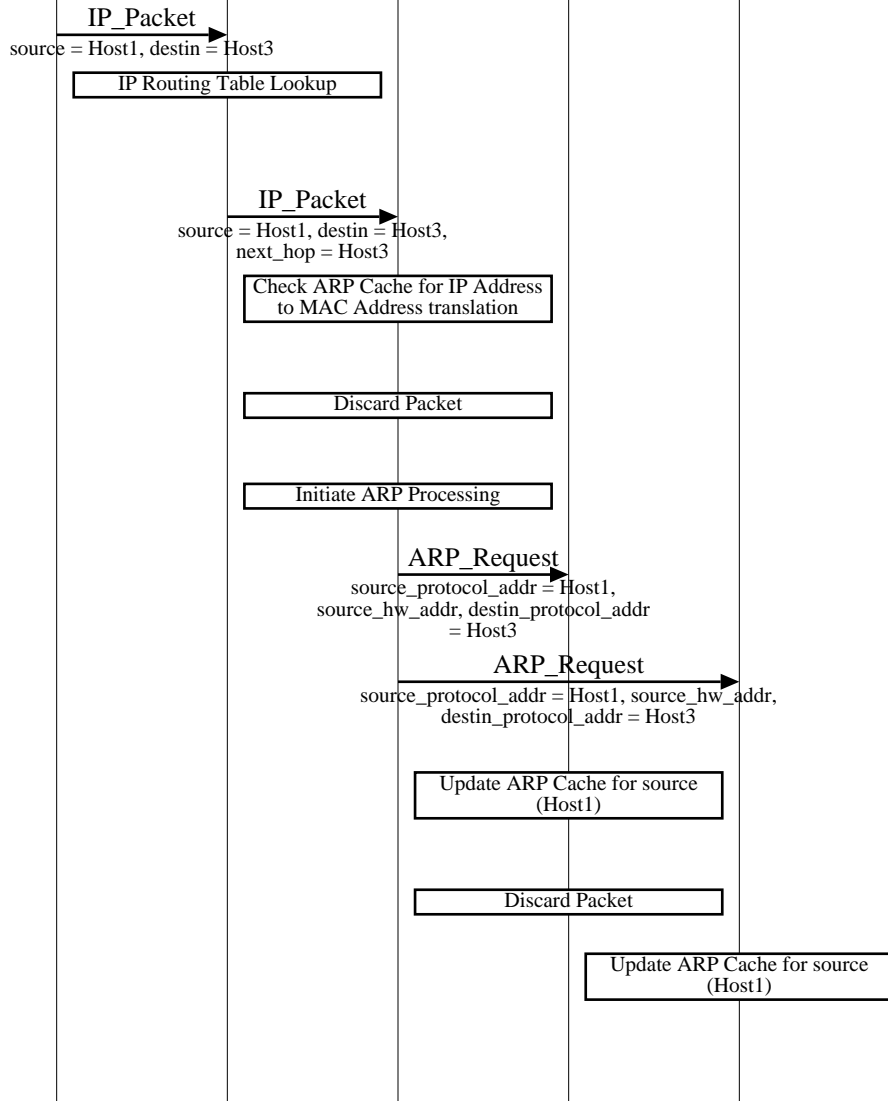 IP_Packet
source = Host1, destin = Host3
IP Routing Table Lookup
IP_Packet
source = Host1, destin = Host3,
next_hop = Host3
Check ARP Cache for IP Address
to MAC Address translation
Discard Packet
Initiate ARP Processing
ARP_Request
source_protocol_addr = Host1,
source_hw_addr, destin_protocol_addr
= Host3
ARP_Request
source_protocol_addr = Host1, source_hw_addr,
destin_protocol_addr = Host3
Update ARP Cache for source
(Host1)
Discard Packet
Update ARP Cache for source
(Host1)